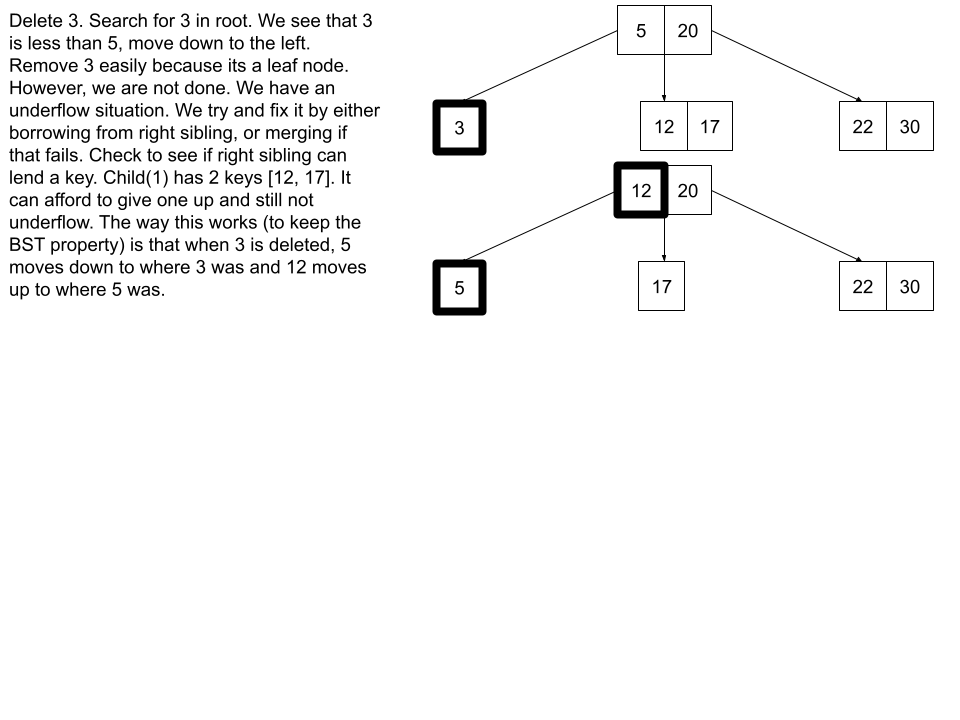 Delete 3. Search for 3 in root. We see that 3
is less than 5, move down to the left.
Remove 3 easily because its a leaf node.
However, we are not done. We have an
underflow situation. We try and fix it by either
borrowing from right sibling, or merging if
that fails. Check to see if right sibling can
lend a key. Child(1) has 2 keys [12, 17]. It
can afford to give one up and still not
underflow. The way this works (to keep the
BST property) is that when 3 is deleted, 5
moves down to where 3 was and 12 moves
up to where 5 was.
5 20
3 12 17 22 30
12 20
5 17 22 30